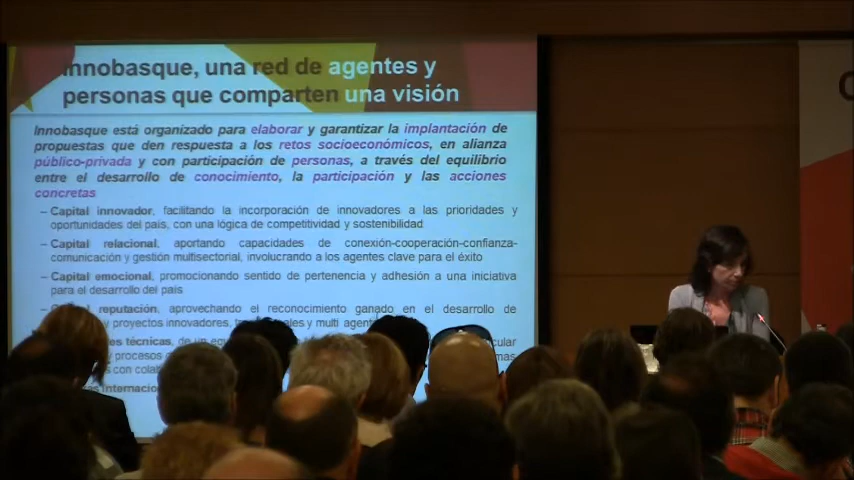 Innobasque, una red de agentes y
personas que comparten una visión
Innobasque está organizado para elaborar y garantizar la implantación de
propuestas que den respuesta a los retos socioeconómicos, en alianza
público-privada y con participación de personas, a través del equilibrio
entre el desarrollo de conocimiento, la participación y las acciones
concretas
– Capital innovador, facilitando la incorporación de innovadores a las prioridades y
oportunidades del país, con una lógica de competitividad y sostenibilidad
– Capital relacional, aportando capacidades de conexión-cooperación-confianza-
comunicación y gestión multisectorial, involucrando a los agentes clave para el éxito
– Capital emocional, promocionando sentido de pertenencia y adhesión a una iniciativa
para el desarrollo del país
reputación, aprovechando el reconocimiento ganado en el desarrollo de
y proyectos innovadores, y multi
técnicas, de
y procesos
con